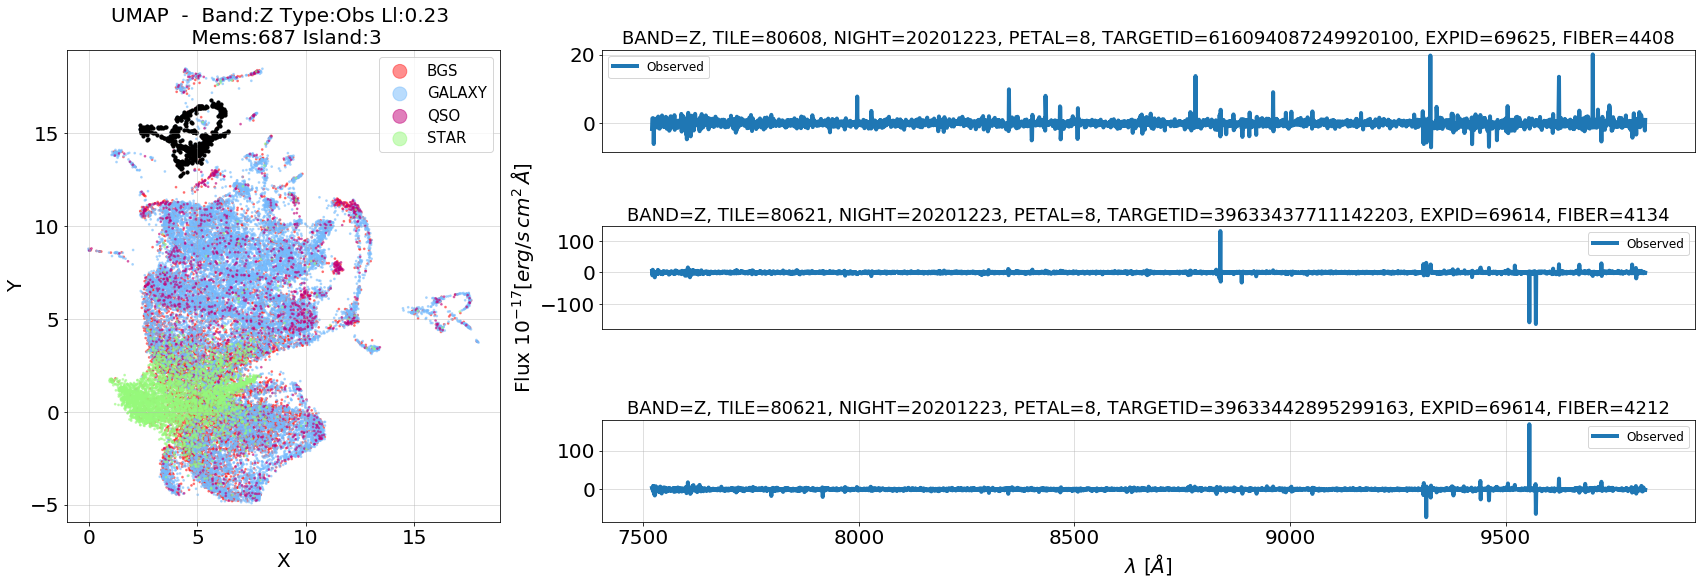 UMAP - Band:Z Type:Obs Ll:0.23
Mems:687 Island:3
BGS
GALAXY
QSO
STAR
15
10
5
0
−5
Y
0
5
10
15
X
Flux 10⁻¹⁷[erg/s cm² Å]
BAND=Z, TILE=80608, NIGHT=20201223, PETAL=8, TARGETID=616094087249920100, EXPID=69625, FIBER=4408
Observed
20
0
BAND=Z, TILE=80621, NIGHT=20201223, PETAL=8, TARGETID=39633437711142203, EXPID=69614, FIBER=4134
Observed
100
0
−100
BAND=Z, TILE=80621, NIGHT=20201223, PETAL=8, TARGETID=39633442895299163, EXPID=69614, FIBER=4212
Observed
100
0
7500
8000
8500
9000
9500
λ [Å]